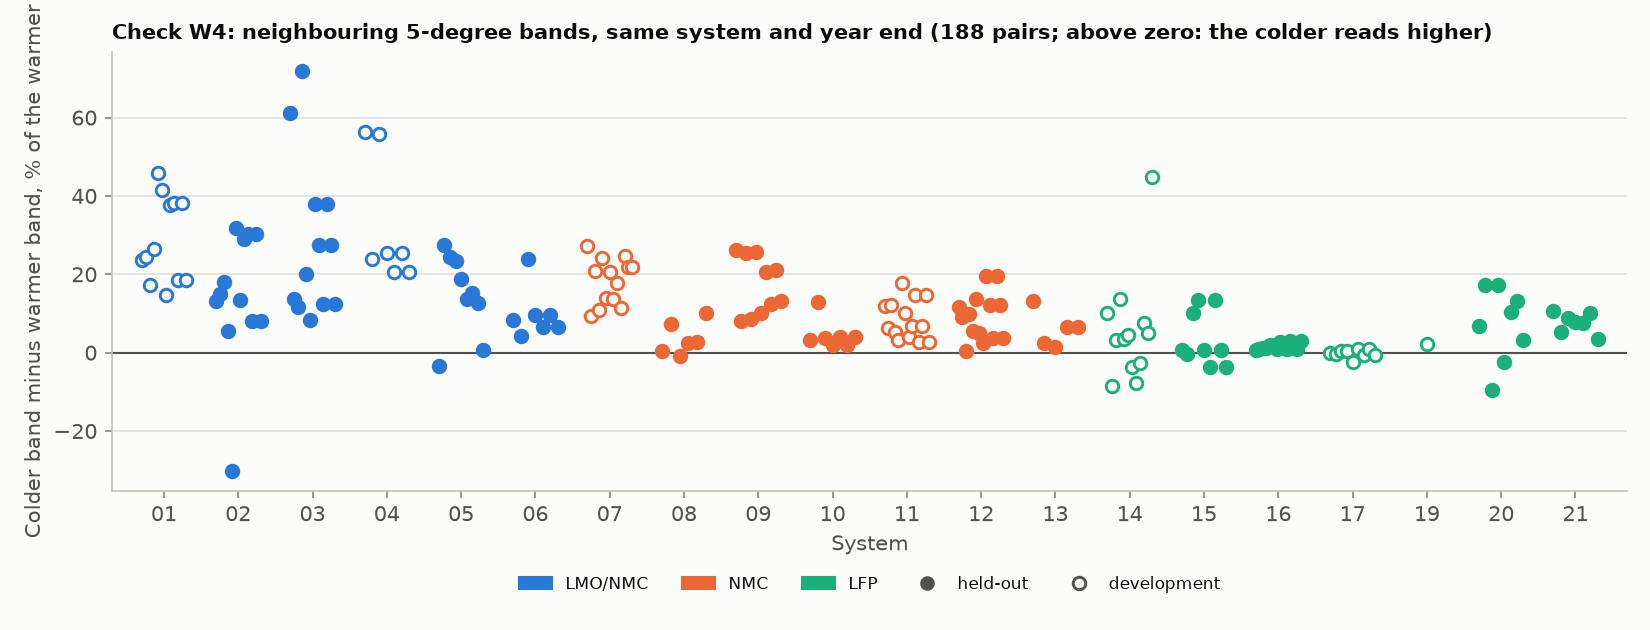 Check W4: neighbouring 5-degree bands, same system and year end (188 pairs; above zero: the colder reads higher)
Colder band minus warmer band, % of the warmer
60
40
20
0
−20
01 02 03 04 05 06 07 08 09 10 11 12 13 14 15 16 17 19 20 21
System
LMO/NMC NMC LFP held-out development